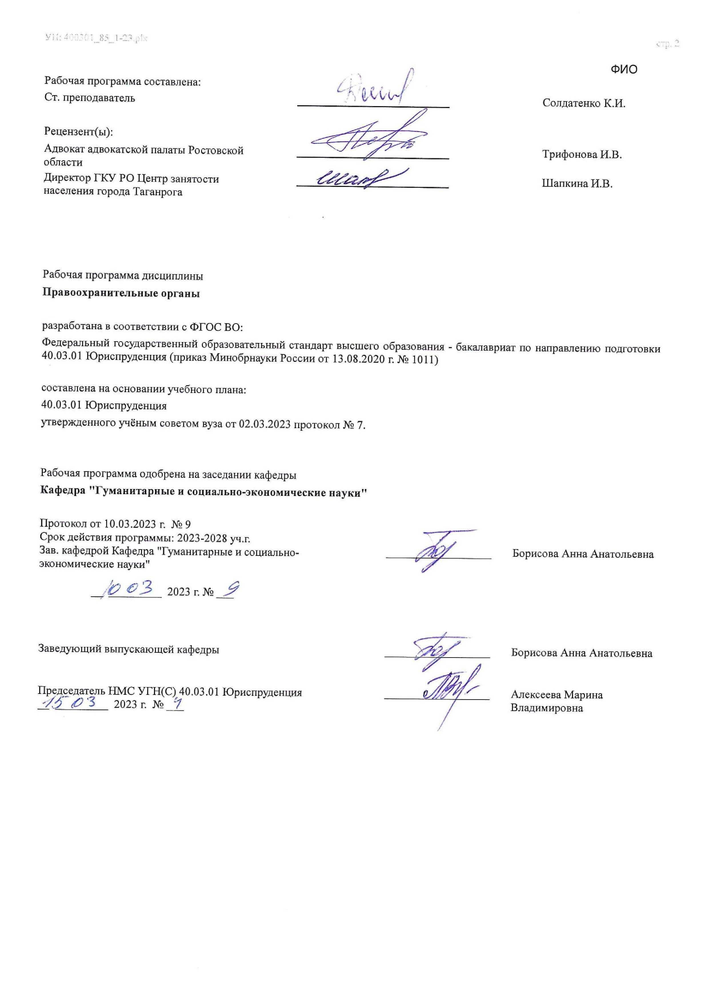 УП: 400301_85_1-23.plx
стр. 2
ФИО
Рабочая программа составлена:
Ст. преподаватель
Солдатенко К.И.
Рецензент(ы):
Адвокат адвокатской палаты Ростовской
области
Трифонова И.В.
Директор ГКУ РО Центр занятости
населения города Таганрога
Шапкина И.В.
Рабочая программа дисциплины
Правоохранительные органы
разработана в соответствии с ФГОС ВО:
Федеральный государственный образовательный стандарт высшего образования - бакалавриат по направлению подготовки
40.03.01 Юриспруденция (приказ Минобрнауки России от 13.08.2020 г. № 1011)
составлена на основании учебного плана:
40.03.01 Юриспруденция
утвержденного учёным советом вуза от 02.03.2023 протокол № 7.
Рабочая программа одобрена на заседании кафедры
Кафедра "Гуманитарные и социально-экономические науки"
Протокол от 10.03.2023 г. № 9
Срок действия программы: 2023-2028 уч.г.
Зав. кафедрой Кафедра "Гуманитарные и социально-
экономические науки"
Борисова Анна Анатольевна
10 03 2023 г. № 9
Заведующий выпускающей кафедры
Борисова Анна Анатольевна
Председатель НМС УГН(С) 40.03.01 Юриспруденция
Алексеева Марина
Владимировна
15 03 2023 г. №